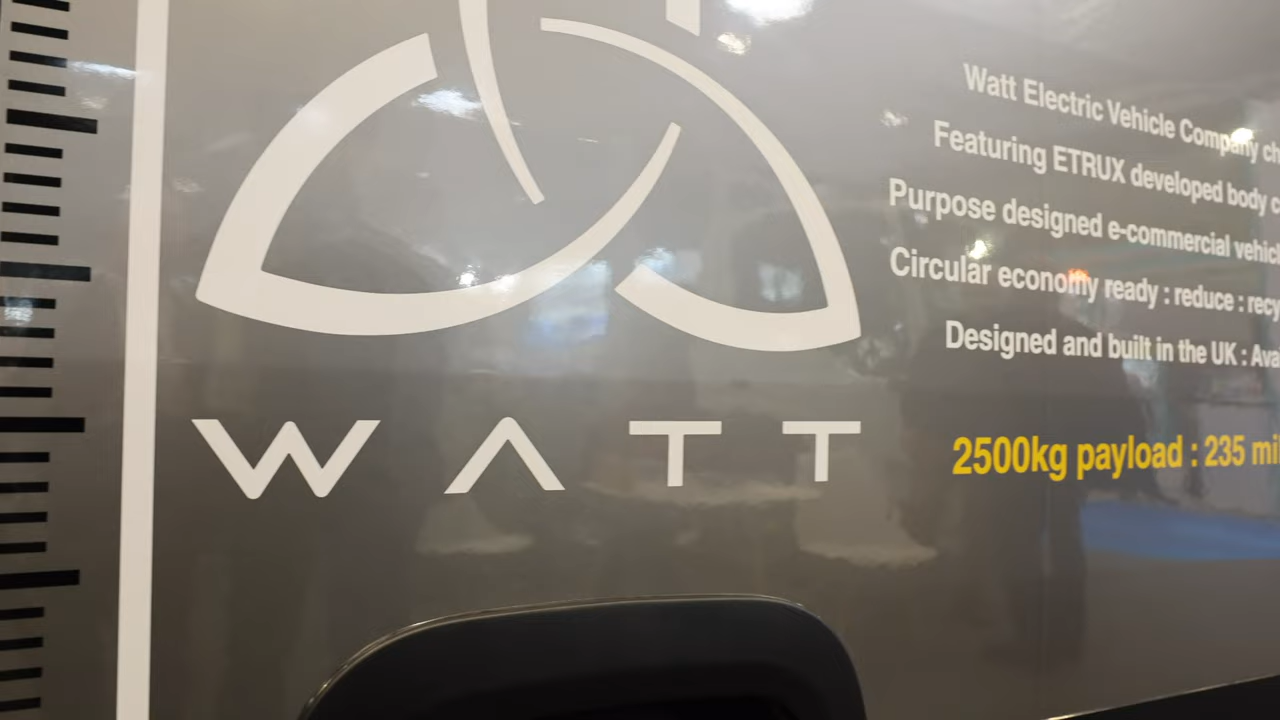 WATT
Watt Electric Vehicle Company
Featuring ETRUX developed body
Purpose designed e-commercial
Circular economy ready : reduce :
Designed and built in the UK :
2500kg payload : 235